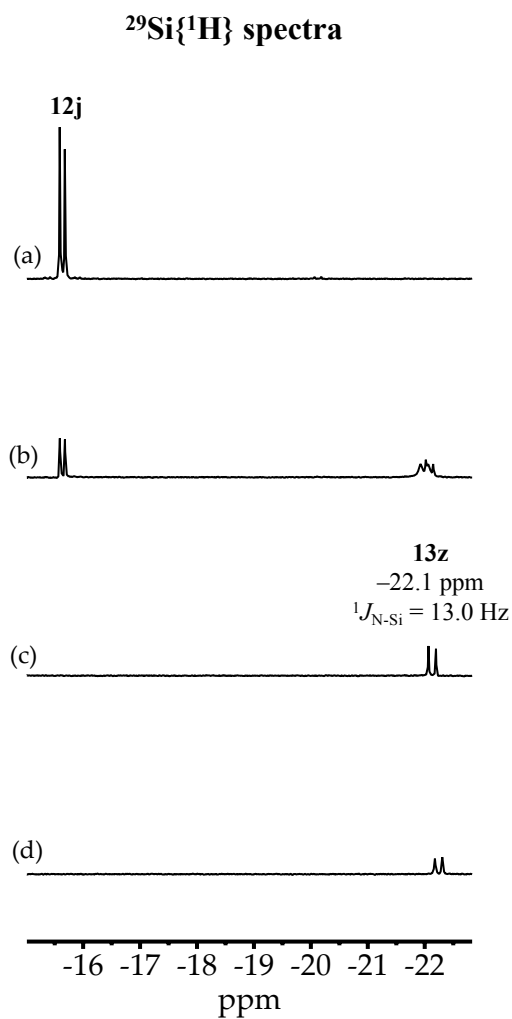 ²⁹Si{¹H} spectra
12j
(a)
(b)
13z
–22.1 ppm
¹J_N-Si = 13.0 Hz
(c)
(d)
-16 -17 -18 -19 -20 -21 -22
ppm